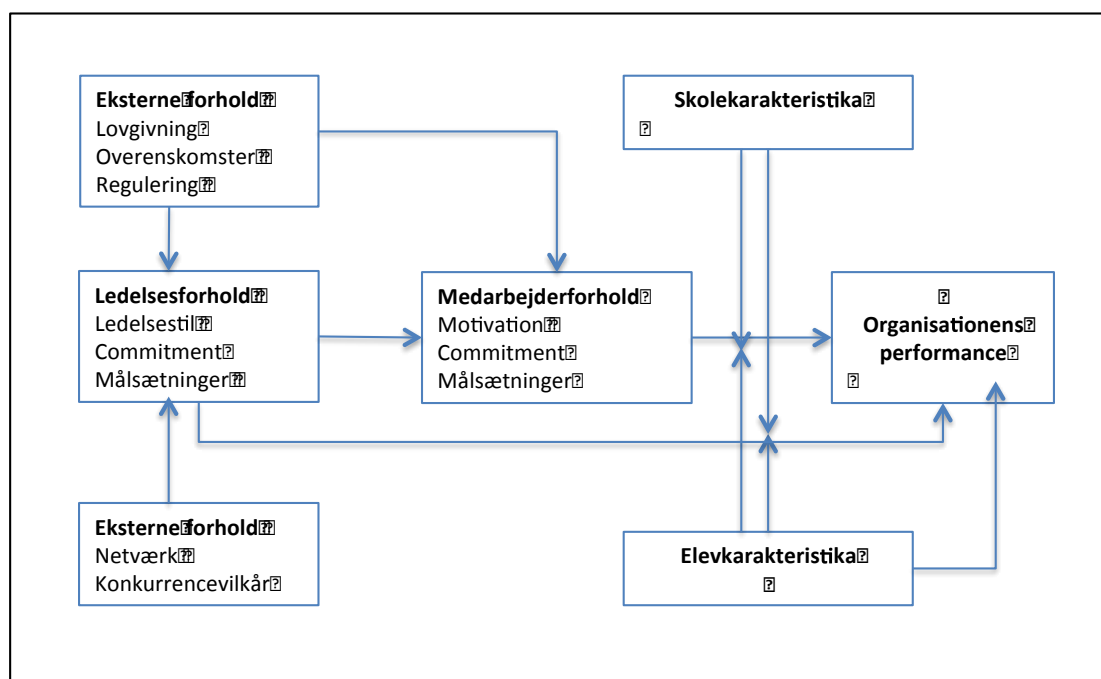 Eksterne forhold
Lovgivning
Overenskomster
Regulering
Skolekarakteristika
Ledelsesforhold
Ledelsestil
Commitment
Målsætninger
Medarbejderforhold
Motivation
Commitment
Målsætninger
Organisationens
performance
Eksterne forhold
Netværk
Konkurrencevilkår
Elevkarakteristika